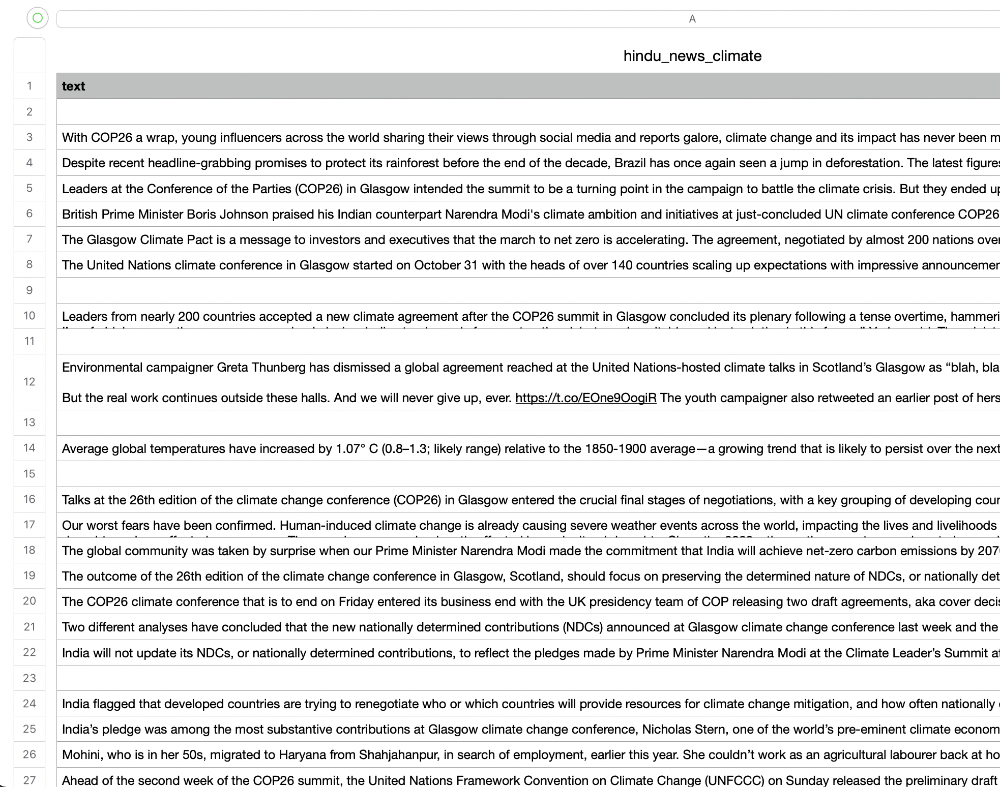 A
hindu_news_climate
1
text
2
3
With COP26 a wrap, young influencers across the world sharing their views through social media and reports galore, climate change and its impact has never been
4
Despite recent headline-grabbing promises to protect its rainforest before the end of the decade, Brazil has once again seen a jump in deforestation. The latest figures
5
Leaders at the Conference of the Parties (COP26) in Glasgow intended the summit to be a turning point in the campaign to battle the climate crisis. But they ended up
6
British Prime Minister Boris Johnson praised his Indian counterpart Narendra Modi's climate ambition and initiatives at just-concluded UN climate conference COP26
7
The Glasgow Climate Pact is a message to investors and executives that the march to net zero is accelerating. The agreement, negotiated by almost 200 nations over
8
The United Nations climate conference in Glasgow started on October 31 with the heads of over 140 countries scaling up expectations with impressive
9
10
Leaders from nearly 200 countries accepted a new climate agreement after the COP26 summit in Glasgow concluded its plenary following a tense overtime,
11
12
Environmental campaigner Greta Thunberg has dismissed a global agreement reached at the United Nations-hosted climate talks in Scotland’s Glasgow as “blah,
But the real work continues outside these halls. And we will never give up, ever. https://t.co/EOne9OogiR The youth campaigner also retweeted an earlier post of hers
13
14
Average global temperatures have increased by 1.07° C (0.8–1.3; likely range) relative to the 1850-1900 average—a growing trend that is likely to persist over the next
15
16
Talks at the 26th edition of the climate change conference (COP26) in Glasgow entered the crucial final stages of negotiations, with a key grouping of developing
17
Our worst fears have been confirmed. Human-induced climate change is already causing severe weather events across the world, impacting the lives and livelihoods
18
The global community was taken by surprise when our Prime Minister Narendra Modi made the commitment that India will achieve net-zero carbon emissions by 2070
19
The outcome of the 26th edition of the climate change conference in Glasgow, Scotland, should focus on preserving the determined nature of NDCs, or nationally
20
The COP26 climate conference that is to end on Friday entered its business end with the UK presidency team of COP releasing two draft agreements, aka cover
21
Two different analyses have concluded that the new nationally determined contributions (NDCs) announced at Glasgow climate change conference last week and the
22
India will not update its NDCs, or nationally determined contributions, to reflect the pledges made by Prime Minister Narendra Modi at the Climate Leader’s Summit at
23
24
India flagged that developed countries are trying to renegotiate who or which countries will provide resources for climate change mitigation, and how often nationally
25
India’s pledge was among the most substantive contributions at Glasgow climate change conference, Nicholas Stern, one of the world’s pre-eminent climate
26
Mohini, who is in her 50s, migrated to Haryana from Shahjahanpur, in search of employment, earlier this year. She couldn’t work as an agricultural labourer back at
27
Ahead of the second week of the COP26 summit, the United Nations Framework Convention on Climate Change (UNFCCC) on Sunday released the preliminary draft